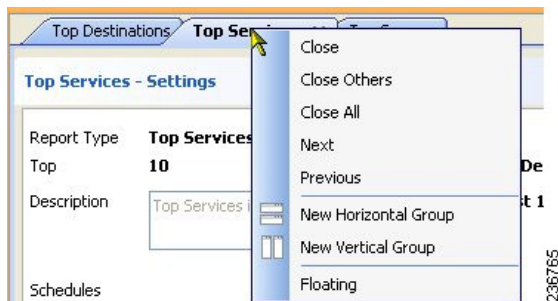 Top Destinations Top Ser
Close
Close Others
Close All
Next
Previous
New Horizontal Group
New Vertical Group
Floating
Top Services - Settings
Report Type Top Services
Top 10 De
Description Top Services i st 1
Schedules
236765